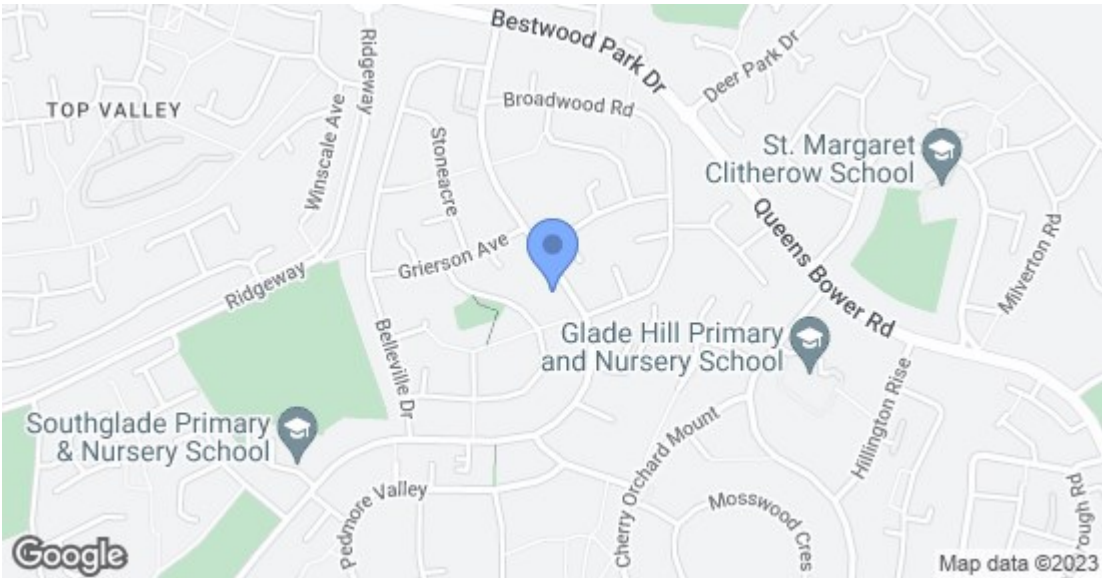 Bestwood Park Dr
Ridgeway
Deer Park Dr
Broadwood Rd
TOP VALLEY
Winscale Ave
Stoneacre
St. Margaret
Clitherow School
Queens Bower Rd
Milverton Rd
Grierson Ave
Ridgeway
Belleville Dr
Glade Hill Primary
and Nursery School
Hillington Rise
Southglade Primary
& Nursery School
Cherry Orchard Mount
Pedmore Valley
Mosswood Cres
ough Rd
Google
Map data ©2023